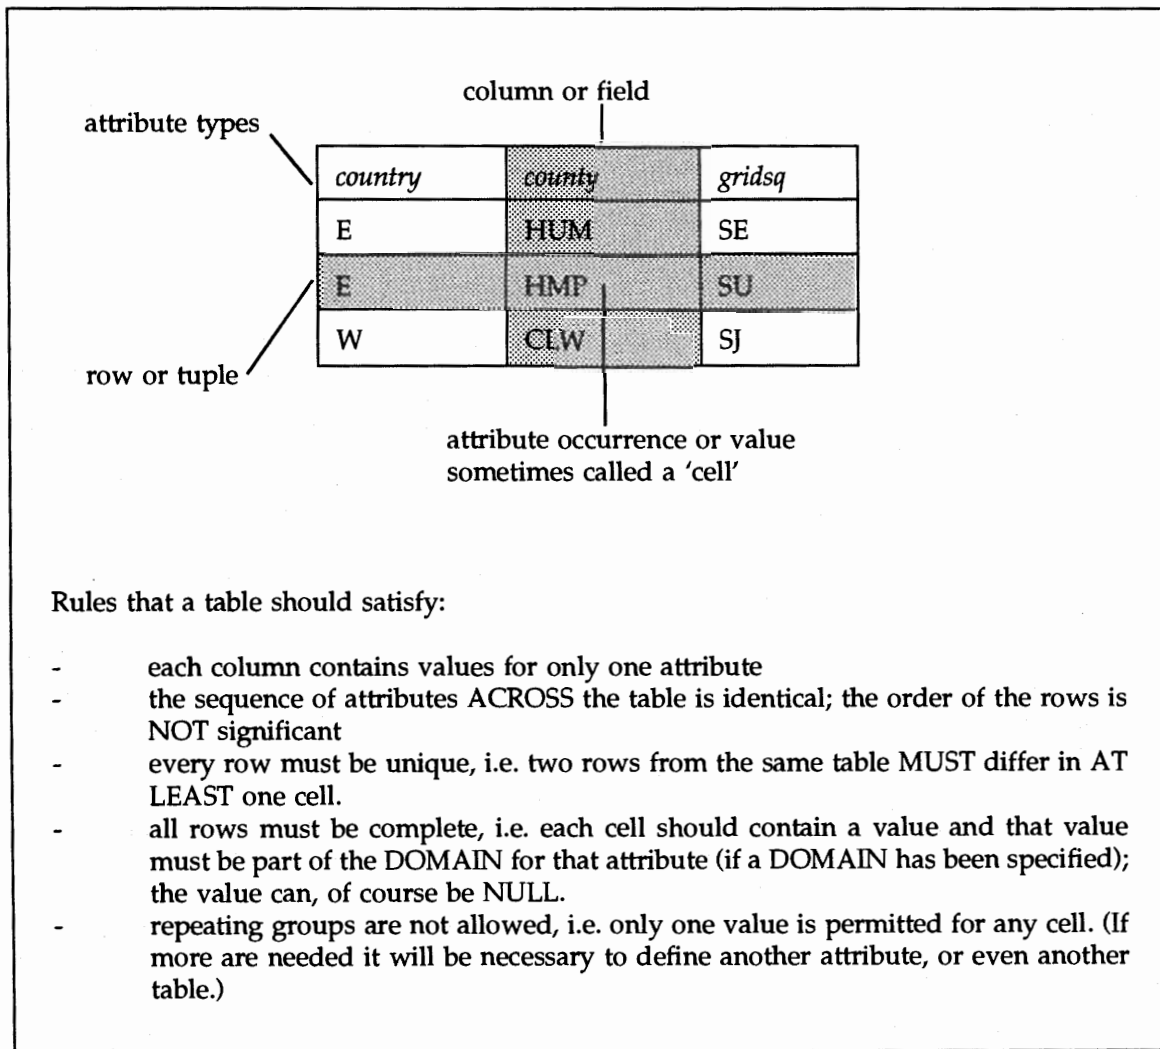 column or field
attribute types
country county gridsq
E HUM SE
E HMP SU
W CLW SJ
row or tuple
attribute occurrence or value
sometimes called a 'cell'
Rules that a table should satisfy:
- each column contains values for only one attribute
- the sequence of attributes ACROSS the table is identical; the order of the rows is
NOT significant
- every row must be unique, i.e. two rows from the same table MUST differ in AT
LEAST one cell.
- all rows must be complete, i.e. each cell should contain a value and that value
must be part of the DOMAIN for that attribute (if a DOMAIN has been specified);
the value can, of course be NULL.
- repeating groups are not allowed, i.e. only one value is permitted for any cell. (If
more are needed it will be necessary to define another attribute, or even another
table.)